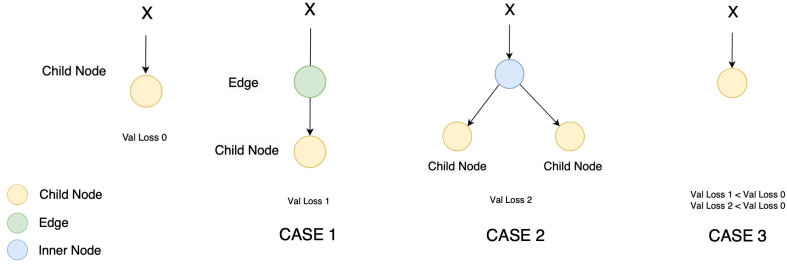 X
Child Node
Val Loss 0
X
Edge
Child Node
Val Loss 1
CASE 1
X
Child Node
Child Node
Val Loss 2
CASE 2
X
Val Loss 1 < Val Loss 0
Val Loss 2 < Val Loss 0
CASE 3
Child Node
Edge
Inner Node